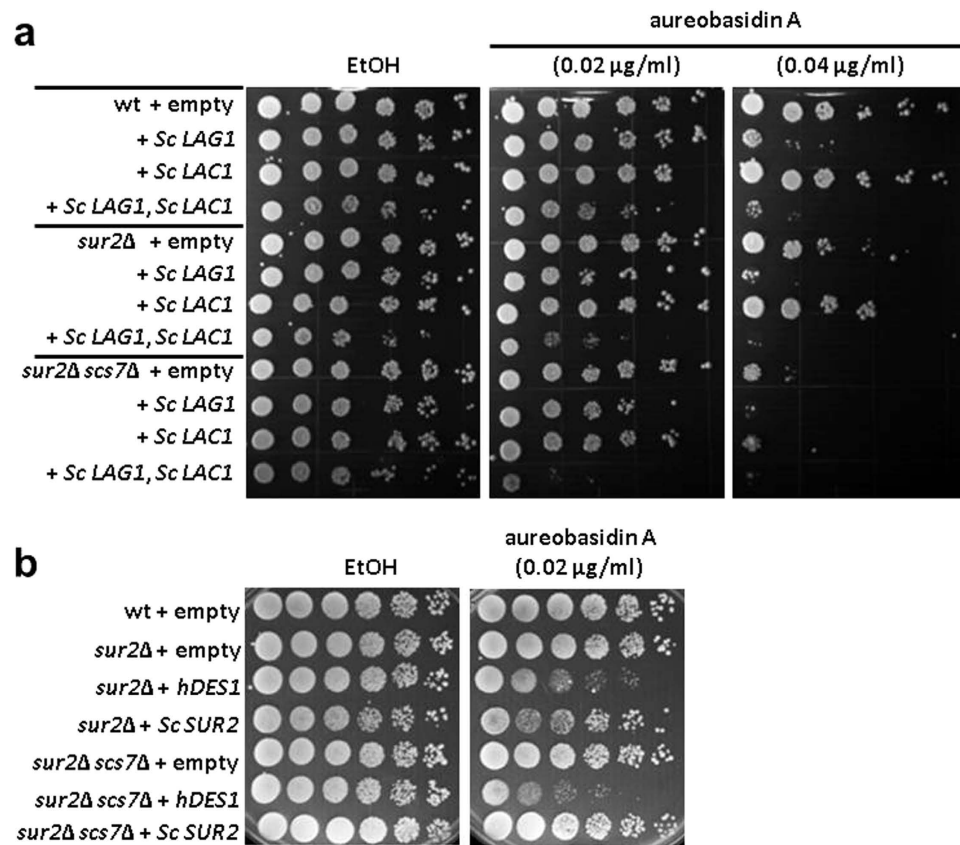 a
aureobasidin A
EtOH
(0.02 µg/ml)
(0.04 µg/ml)
wt + empty
+ Sc LAG1
+ Sc LAC1
+ Sc LAG1, Sc LAC1
sur2Δ + empty
+ Sc LAG1
+ Sc LAC1
+ Sc LAG1, Sc LAC1
sur2Δ scs7Δ + empty
+ Sc LAG1
+ Sc LAC1
+ Sc LAG1, Sc LAC1
b
EtOH
aureobasidin A
(0.02 µg/ml)
wt + empty
sur2Δ + empty
sur2Δ + hDES1
sur2Δ + Sc SUR2
sur2Δ scs7Δ + empty
sur2Δ scs7Δ + hDES1
sur2Δ scs7Δ + Sc SUR2